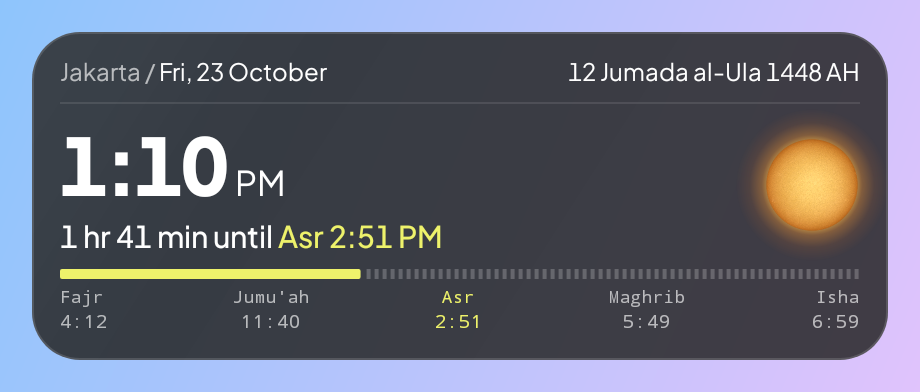 Jakarta / Fri, 23 October 12 Jumada al-Ula 1448 AH
1:10 PM
1 hr 41 min until Asr 2:51 PM
Fajr Jumu'ah Asr Maghrib Isha
4:12 11:40 2:51 5:49 6:59